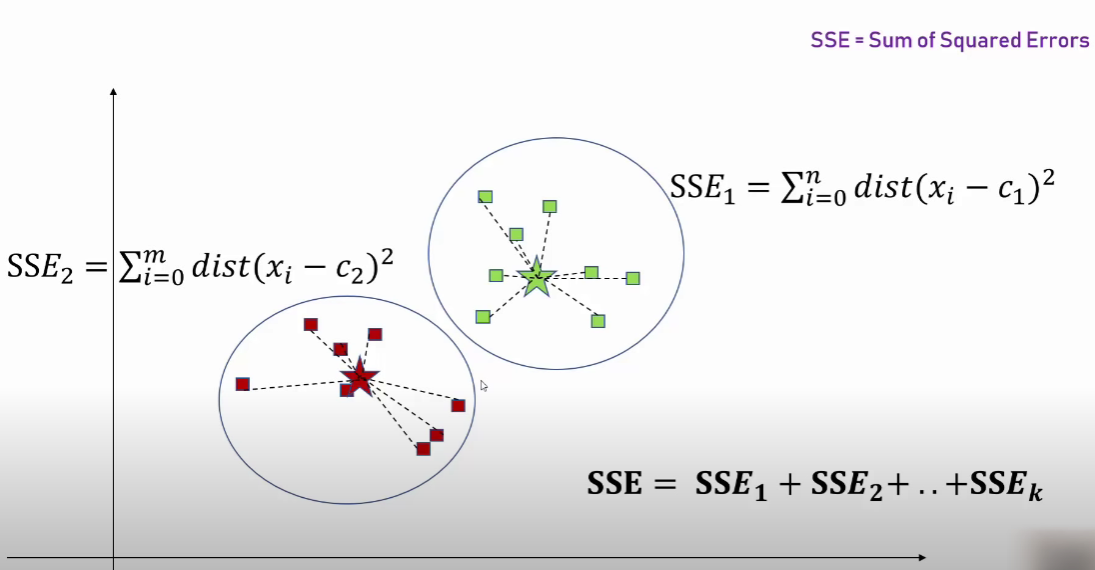 SSE = Sum of Squared Errors
SSE₁ = ∑ⁿᵢ₌₀ dist(xᵢ − c₁)²
SSE₂ = ∑ᵐᵢ₌₀ dist(xᵢ − c₂)²
SSE = SSE₁ + SSE₂+ . . +SSEₖ